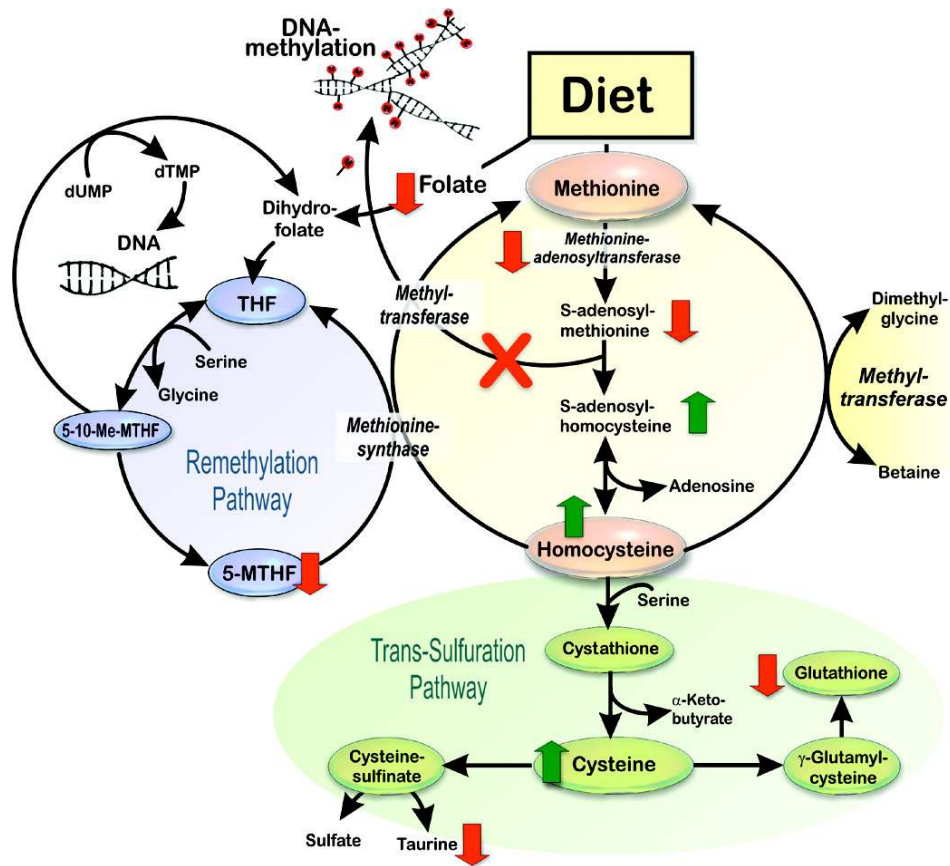 DNA-
methylation
Diet
dUMP
dTMP
Folate
Methionine
Dihydro-
folate
DNA
Methionine-
adenosyltransferase
THF
Methyl-
transferase
S-adenosyl-
methionine
Dimethyl-
glycine
Serine
Glycine
Methyl-
transferase
5-10-Me-MTHF
Methionine-
synthase
S-adenosyl-
homocysteine
Remethylation
Pathway
Betaine
Adenosine
Homocysteine
5-MTHF
Serine
Trans-Sulfuration
Pathway
Cystathione
Glutathione
α-Keto-
butyrate
Cysteine-
sulfinate
Cysteine
γ-Glutamyl-
cysteine
Sulfate
Taurine